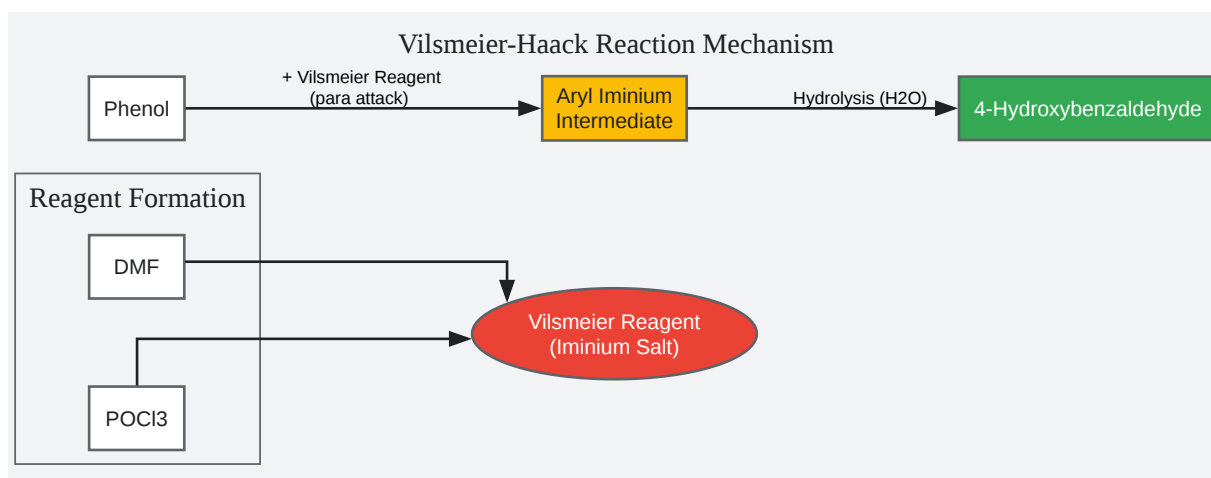 Vilsmeier-Haack Reaction Mechanism
Phenol
+ Vilsmeier Reagent
(para attack)
Aryl Iminium
Intermediate
Hydrolysis (H2O)
4-Hydroxybenzaldehyde
Reagent Formation
DMF
Vilsmeier Reagent
(Iminium Salt)
POCl3